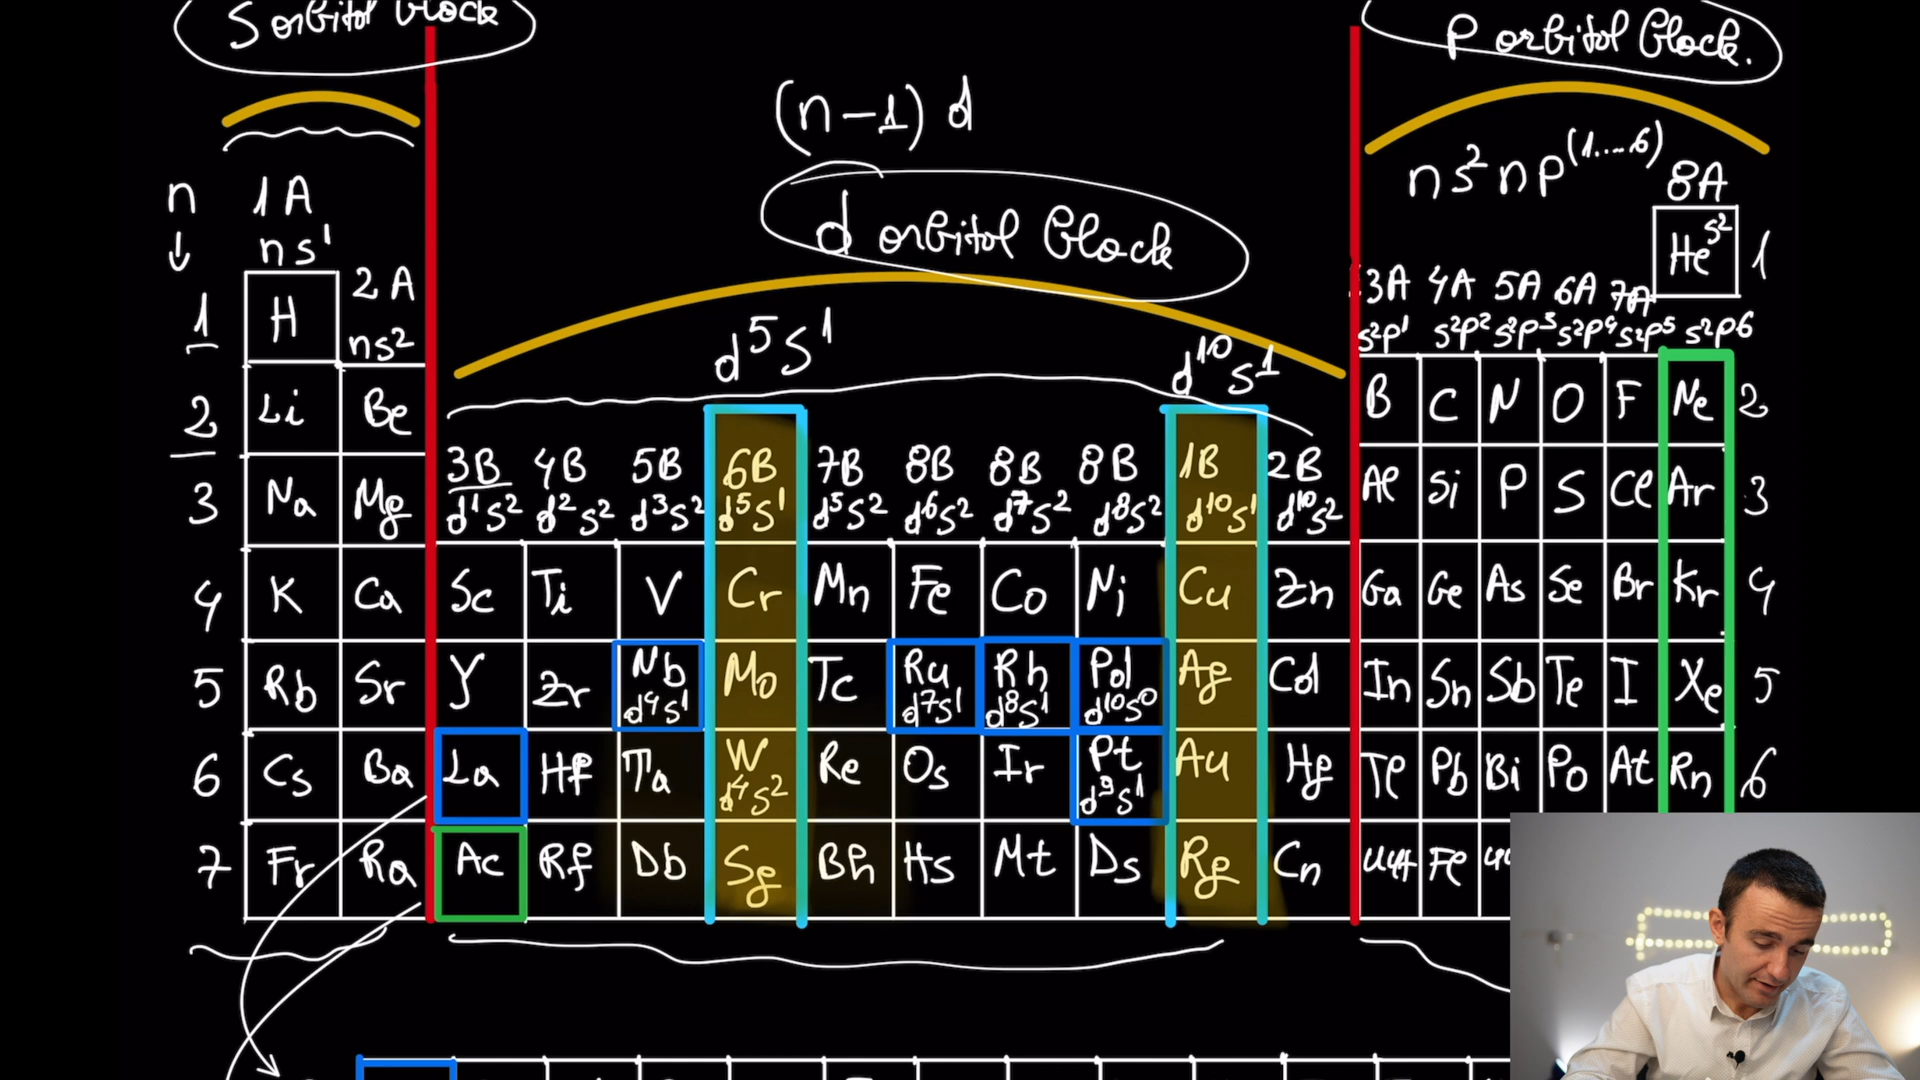 S orbital block
P orbital block.
(n-1) d
n s² n p^(1....6)
n 1A 8A
d orbital block
n s¹ He s² 1
2A 3A 4A 5A 6A 7A
1 H n s² s²p¹ s²p² s²p³ s²p⁴ s²p⁵ s²p⁶
d⁵s¹ d¹⁰s¹
2 Li Be B C N O F Ne 2
3B 4B 5B 6B 7B 8B 8B 8B 1B 2B
3 Na Mg d¹s² d²s² d³s² d⁵s¹ d⁵s² d⁶s² d⁷s² d⁸s² d¹⁰s¹ d¹⁰s² Al Si P S Cl Ar 3
4 K Ca Sc Ti V Cr Mn Fe Co Ni Cu Zn Ga Ge As Se Br Kr 4
5 Rb Sr Y Zr Nb Mo Tc Ru Rh Pd Ag Cd In Sn Sb Te I Xe 5
d⁴s¹ d⁷s¹ d⁸s¹ d¹⁰s⁰
6 Cs Ba La Hf Ta W Re Os Ir Pt Au Hg Tl Pb Bi Po At Rn 6
d⁴s² d⁹s¹
7 Fr Ra Ac Rf Db Sg Bh Hs Mt Ds Rg Cn Uut Fl